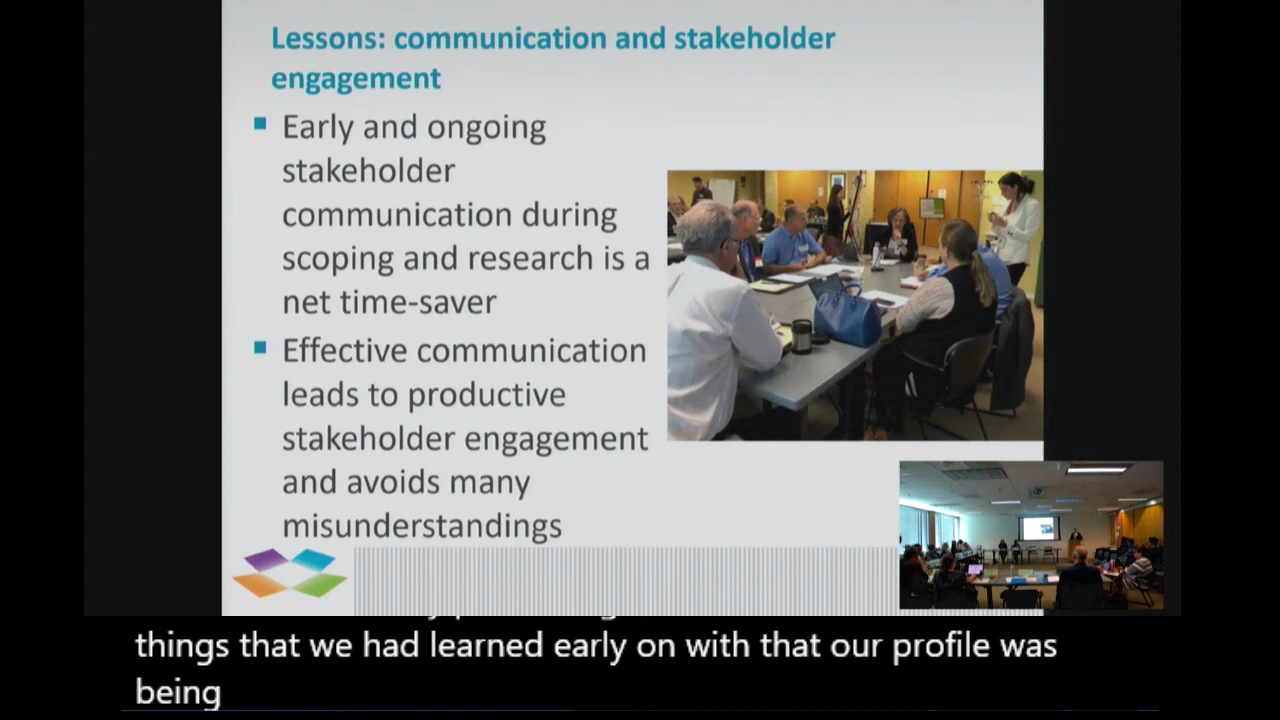 Lessons: communication and stakeholder
engagement
Early and ongoing
stakeholder
communication during
scoping and research is a
net time-saver
Effective communication
leads to productive
stakeholder engagement
and avoids many
misunderstandings
things that we had learned early on with that our profile was
being